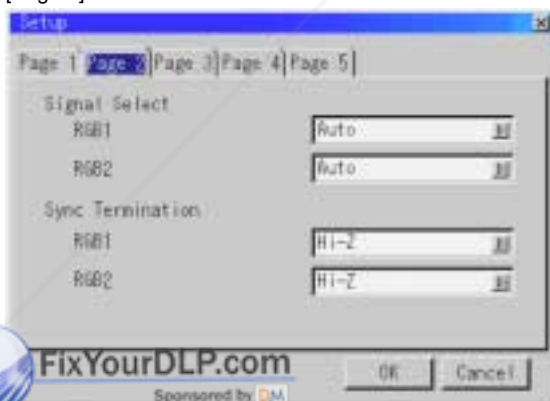 Setup
Page 1 Page 2 Page 3 Page 4 Page 5
Signal Select
RGB1 Auto
RGB2 Auto
Sync Termination
RGB1 Hi-Z
RGB2 Hi-Z
FixYourDLP.com
OK Cancel
Sponsored by DM